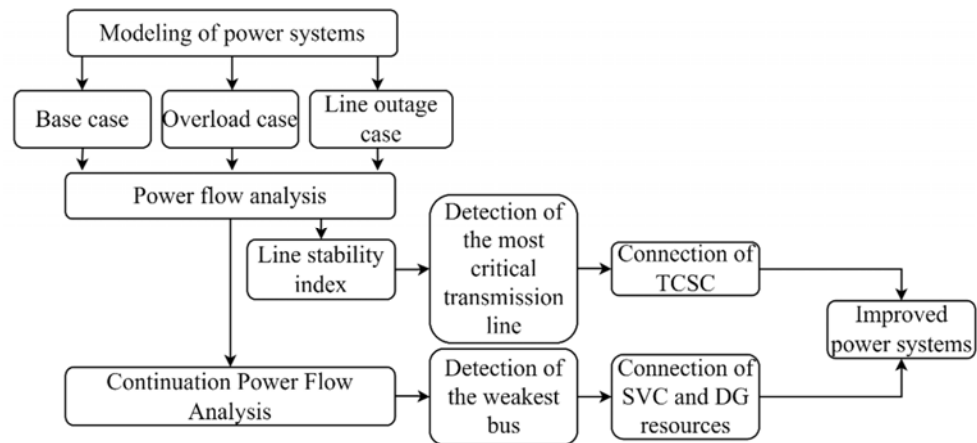 Modeling of power systems
Base case
Overload case
Line outage
case
Power flow analysis
Line stability
index
Detection of
the most
critical
transmission
line
Connection of
TCSC
Improved
power systems
Continuation Power Flow
Analysis
Detection of
the weakest
bus
Connection of
SVC and DG
resources